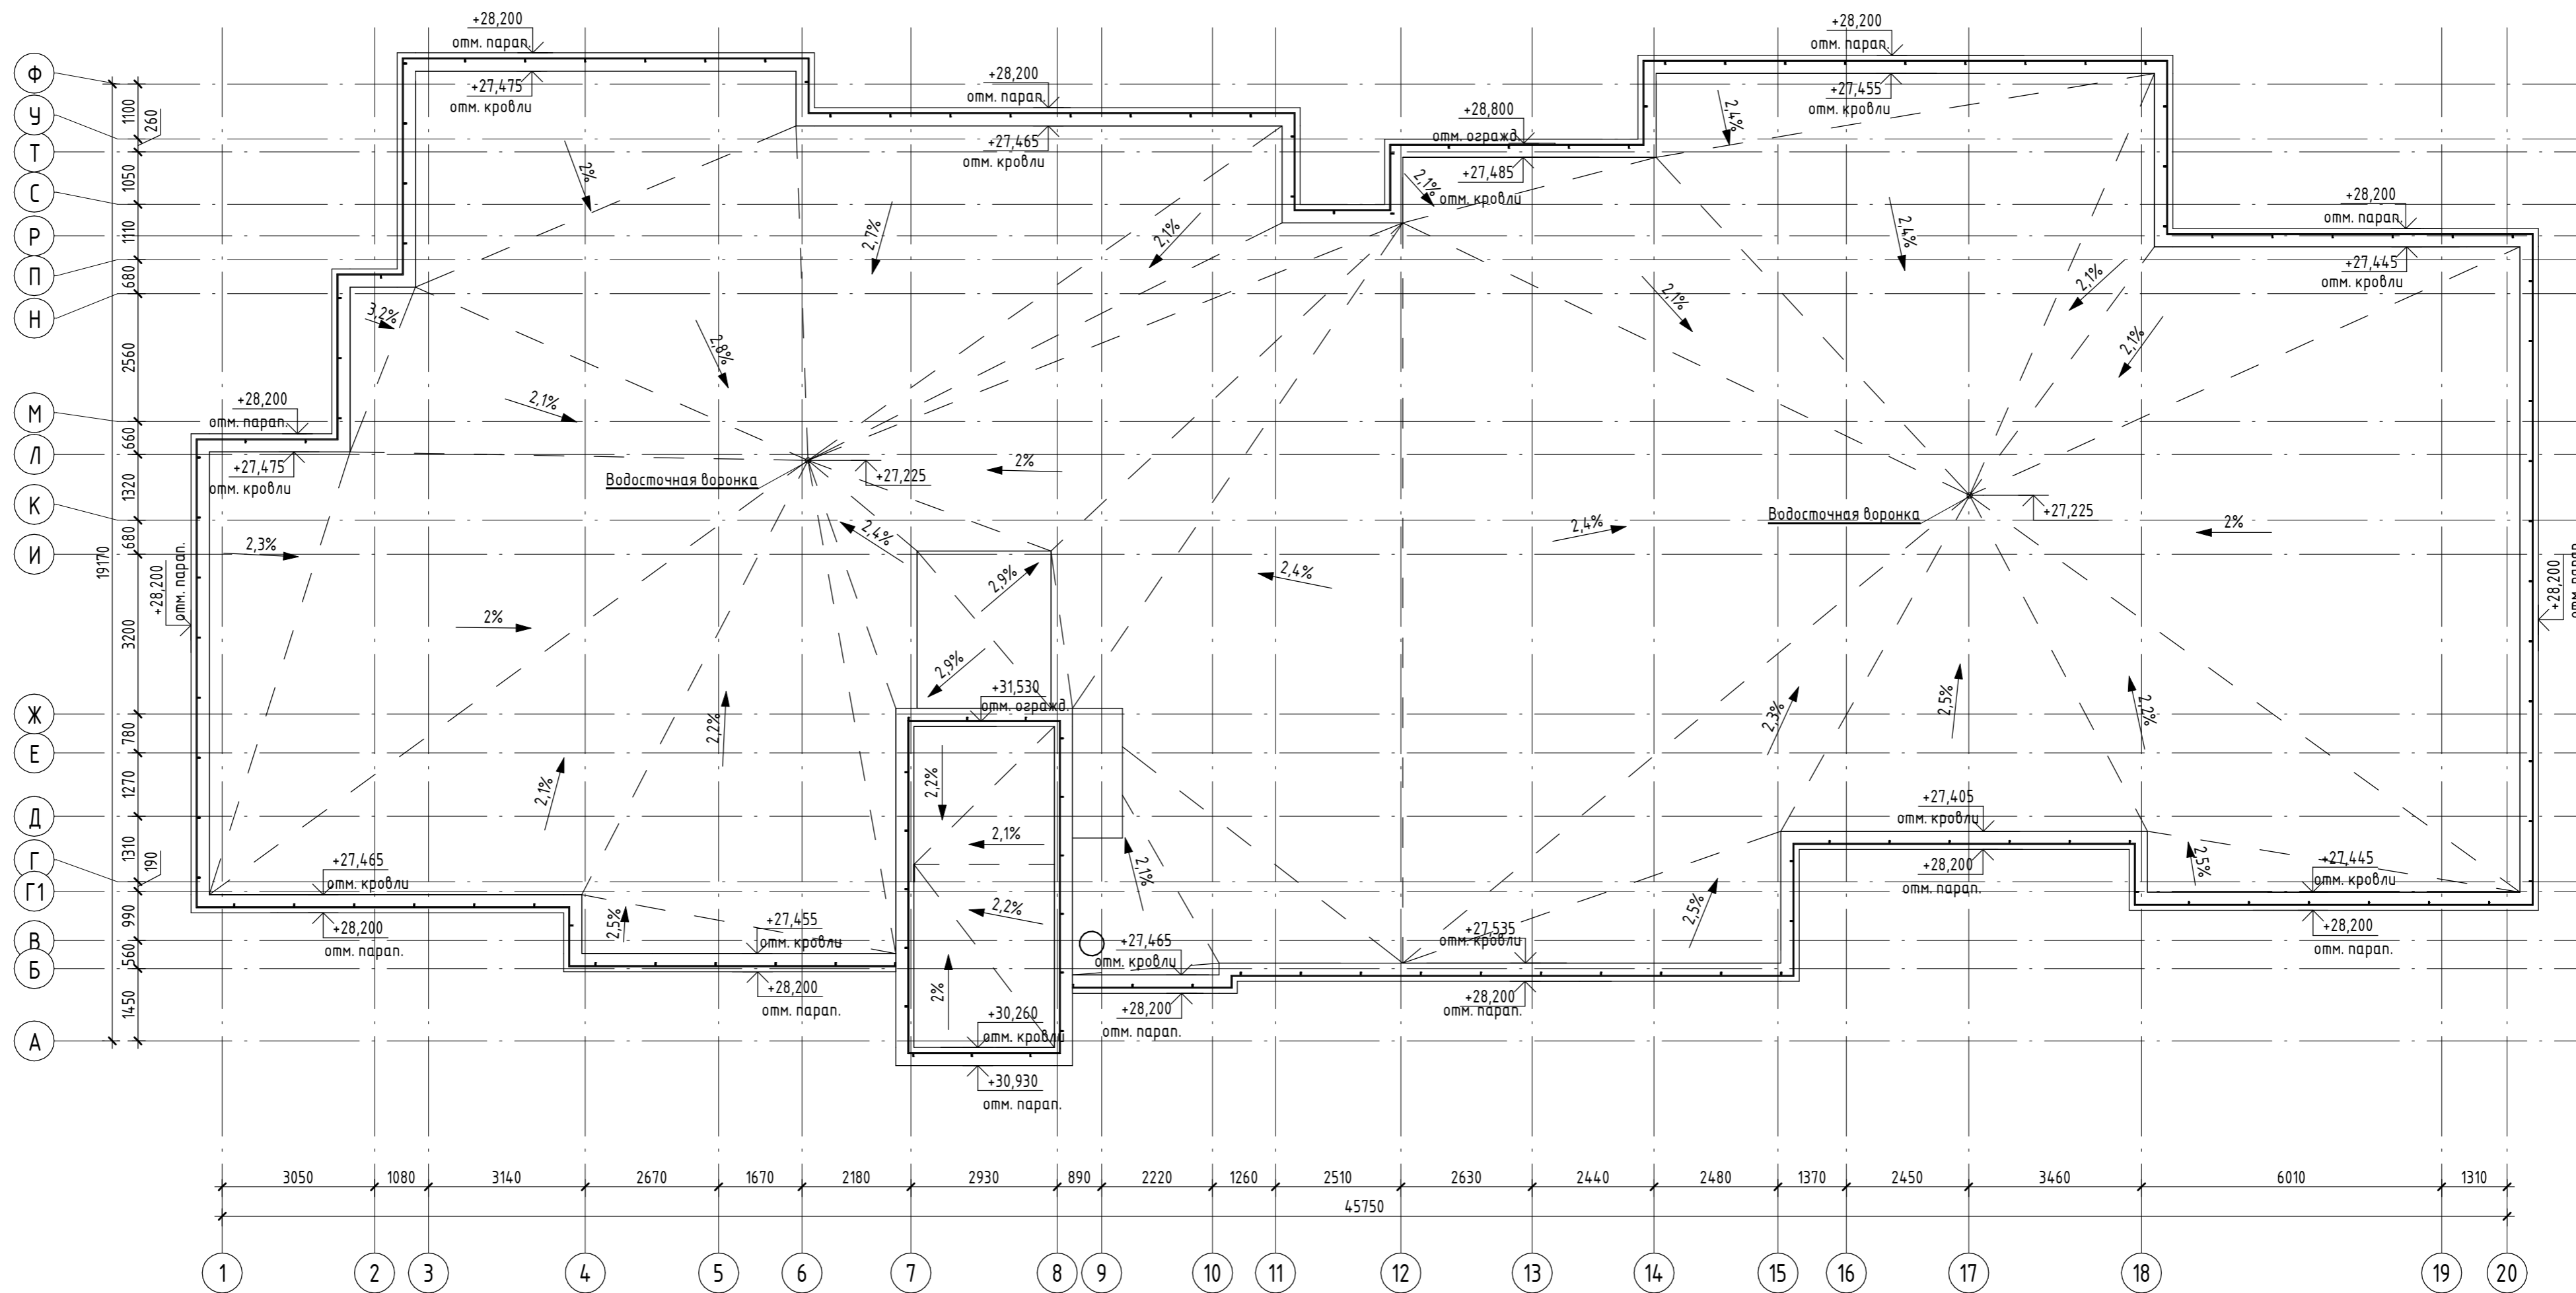 +28,200
отм. парап.
+27,475
отм. кровли
+28,200
отм. парап.
+27,465
отм. кровли
+28,800
отм. огражд.
+27,485
отм. кровли
+28,200
отм. парап.
+27,455
отм. кровли
+28,200
отм. парап.
+27,445
отм. кровли
Ф
У
Т
С
Р
П
Н
М
Л
К
И
Ж
Е
Д
Г
Г1
В
Б
А
1100
260
1050
1110
680
2560
660
1320
680
3200
780
1270
1310
190
990
560
1450
19170
2%
2,7%
2,1%
2,1%
2,4%
2,4%
2,1%
2,1%
2,1%
3,2%
2,8%
2,1%
+28,200
отм. парап.
+27,475
отм. кровли
Водосточная воронка
+27,225
2%
Водосточная воронка
+27,225
2,3%
2,4%
2,4%
2%
+28,200
отм. парап.
2,9%
2,4%
+28,200
отм. парап.
2%
2,9%
+31,530
отм. огражд.
2,2%
2,3%
2,5%
2,2%
2,1%
2,2%
2,1%
+27,405
отм. кровли
+28,200
отм. парап.
+27,465
отм. кровли
+28,200
отм. парап.
2,1%
2,5%
+27,445
отм. кровли
+28,200
отм. парап.
2,5%
+27,455
отм. кровли
+28,200
отм. парап.
2,2%
2%
+27,465
отм. кровли
+28,200
отм. парап.
2,5%
+27,535
отм. кровли
+28,200
отм. парап.
+30,260
отм. кровли
+30,930
отм. парап.
3050 1080 3140 2670 1670 2180 2930 890 2220 1260 2510 2630 2440 2480 1370 2450 3460 6010 1310
45750
1 2 3 4 5 6 7 8 9 10 11 12 13 14 15 16 17 18 19 20